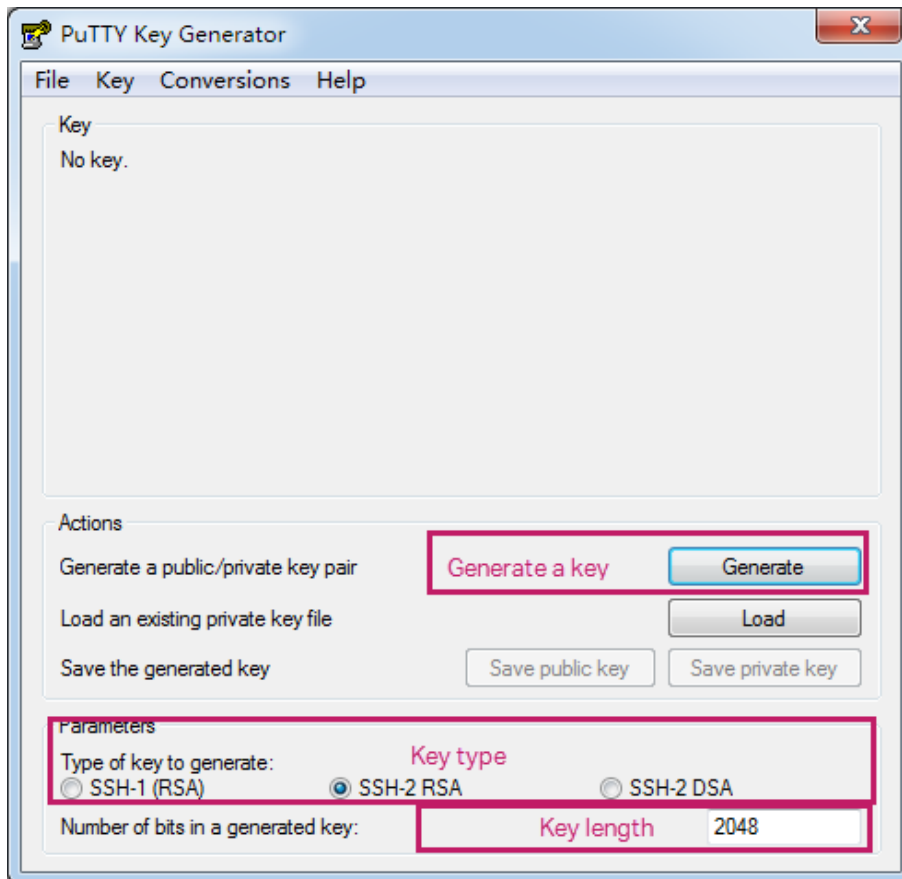 PuTTY Key Generator
File Key Conversions Help
Key
No key.
Actions
Generate a public/private key pair Generate a key Generate
Load an existing private key file Load
Save the generated key Save public key Save private key
Parameters
Type of key to generate: Key type
SSH-1 (RSA) SSH-2 RSA SSH-2 DSA
Number of bits in a generated key: Key length 2048